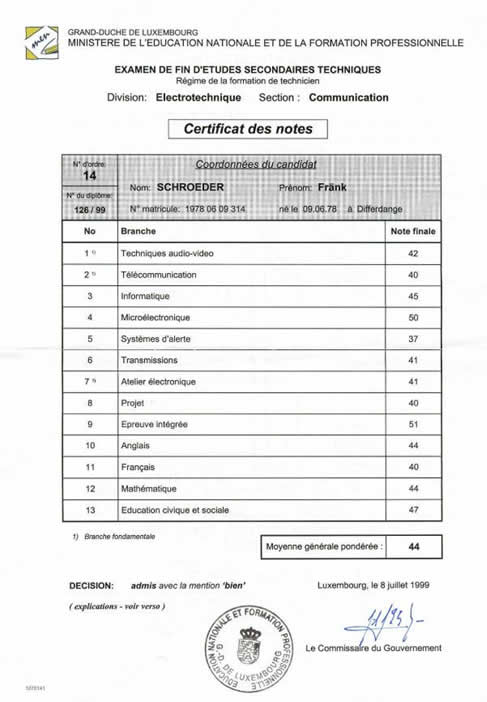 men
GRAND-DUCHE DE LUXEMBOURG
MINISTERE DE L'EDUCATION NATIONALE ET DE LA FORMATION PROFESSIONNELLE
EXAMEN DE FIN D'ETUDES SECONDAIRES TECHNIQUES
Régime de la formation de technicien
Division: Electrotechnique Section : Communication
Certificat des notes
N° d'ordre:
14
Coordonnées du candidat
N° du diplôme:
126 / 99
Nom: SCHROEDER Prénom: Fränk
N° matricule: 1978 06 09 314 né le 09.06.78 à Differdange
No Branche Note finale
1 1) Techniques audio-video 42
2 1) Télécommunication 40
3 Informatique 45
4 Microélectronique 50
5 Systèmes d'alerte 37
6 Transmissions 41
7 1) Atelier électronique 41
8 Projet 40
9 Epreuve intégrée 51
10 Anglais 44
11 Français 40
12 Mathématique 44
13 Education civique et sociale 47
1) Branche fondamentale
Moyenne générale pondérée : 44
DECISION: admis avec la mention 'bien'
Luxembourg, le 8 juillet 1999
( explications - voir verso )
NATIONALE ET FORMATION PROFESSIONNELLE
G.-D. DE LUXEMBOURG
Le Commissaire du Gouvernement